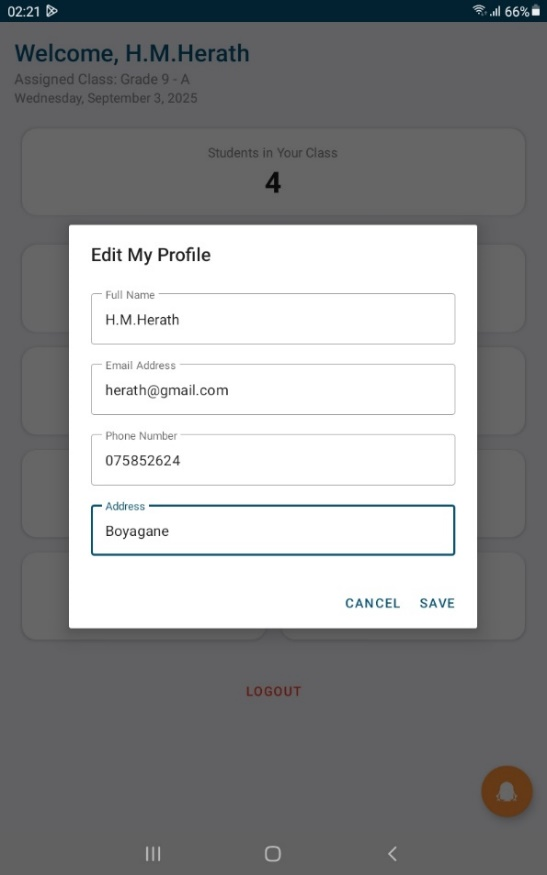 02:21
66%
Welcome, H.M.Herath
Assigned Class: Grade 9 - A
Wednesday, September 3, 2025
Students in Your Class
4
Edit My Profile
Full Name
H.M.Herath
Email Address
herath@gmail.com
Phone Number
075852624
Address
Boyagane
CANCEL SAVE
LOGOUT